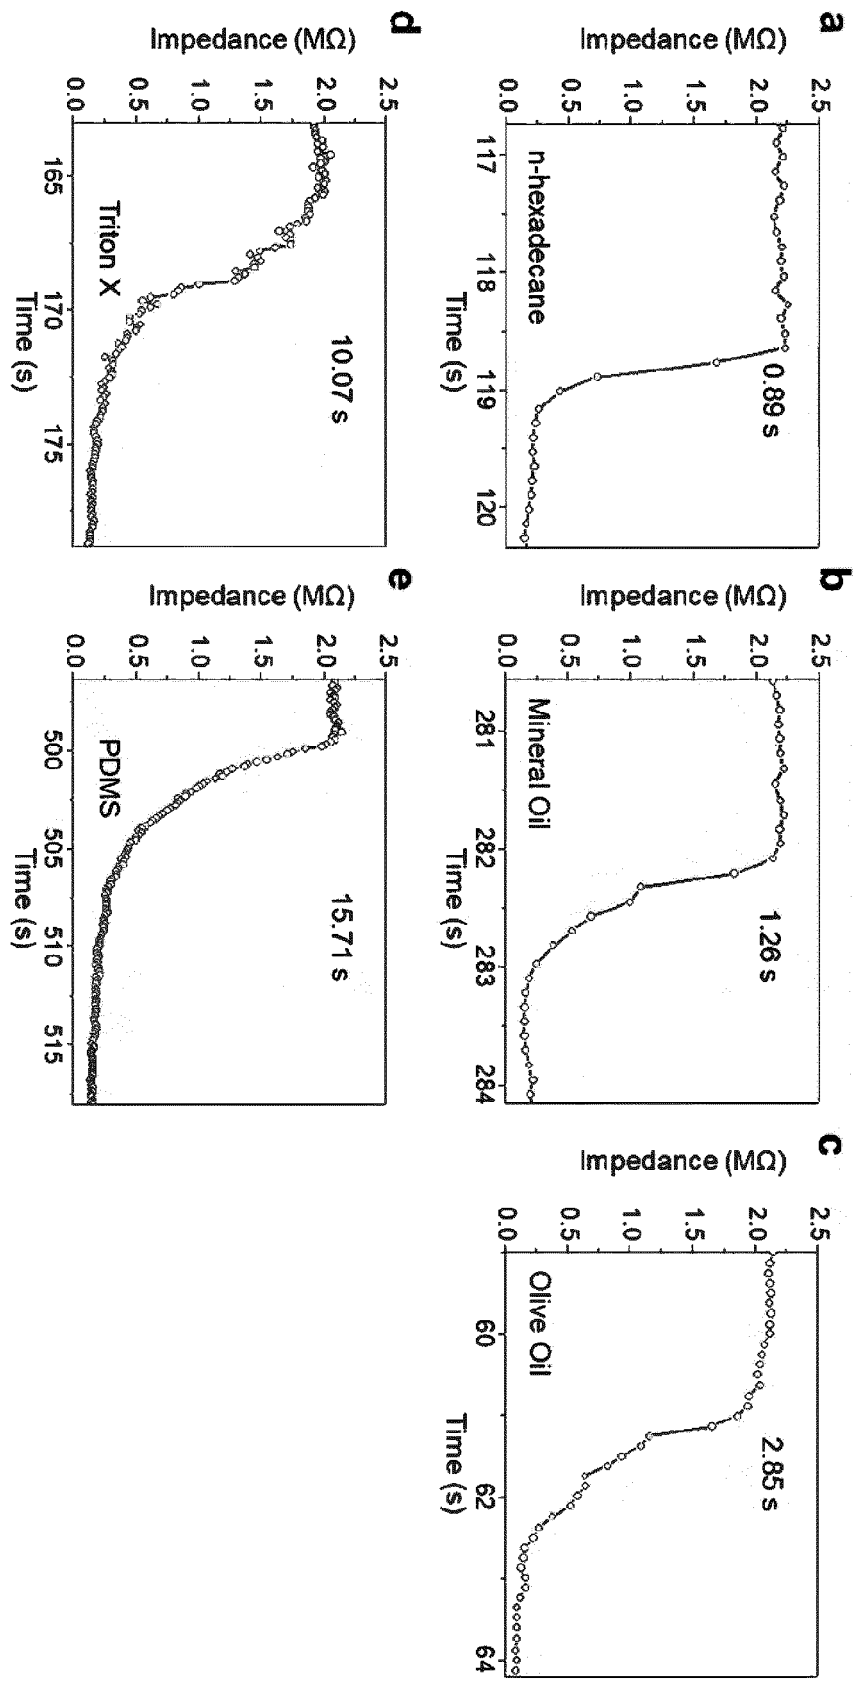 a
Impedance (MΩ)
2.5
2.0
1.5
1.0
0.5
0.0
0.89 s
n-hexadecane
117
118
119
120
Time (s)
b
Impedance (MΩ)
2.5
2.0
1.5
1.0
0.5
0.0
1.26 s
Mineral Oil
281
282
283
284
Time (s)
c
Impedance (MΩ)
2.5
2.0
1.5
1.0
0.5
0.0
2.85 s
Olive Oil
60
62
64
Time (s)
d
Impedance (MΩ)
2.5
2.0
1.5
1.0
0.5
0.0
10.07 s
Triton X
165
170
175
Time (s)
e
Impedance (MΩ)
2.5
2.0
1.5
1.0
0.5
0.0
15.71 s
PDMS
500
505
510
515
Time (s)